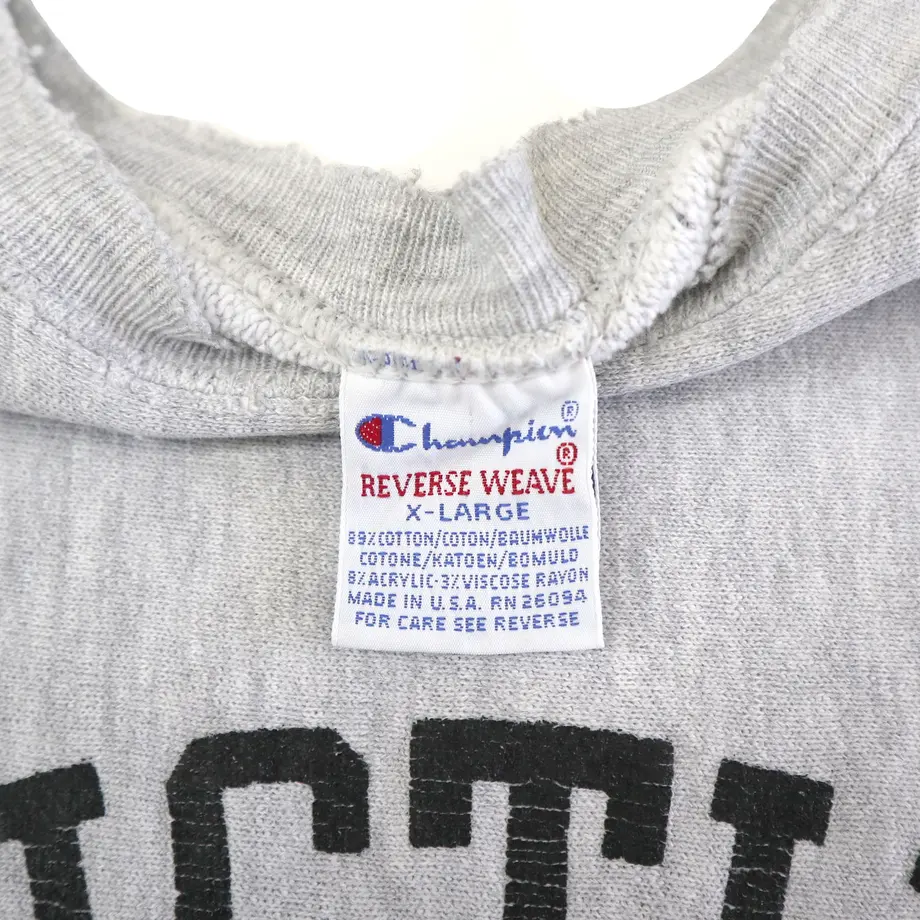 Champion®
REVERSE WEAVE®
X-LARGE
89%COTTON/COTON/BAUMWOLLE
COTONE/KATOEN/BOMULD
8%ACRYLIC-3%VISCOSE RAYON
MADE IN U.S.A. RN 26094
FOR CARE SEE REVERSE
ICTI